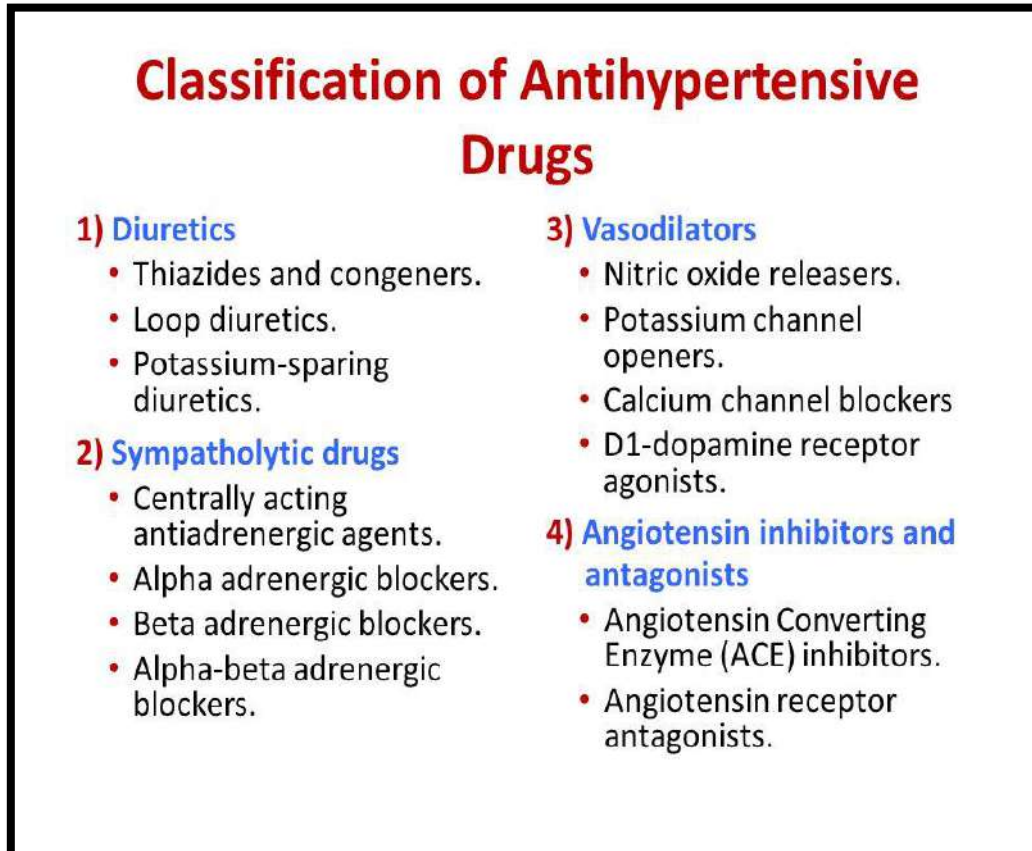 Classification of Antihypertensive
Drugs
1) Diuretics
• Thiazides and congeners.
• Loop diuretics.
• Potassium-sparing
diuretics.
2) Sympatholytic drugs
• Centrally acting
antiadrenergic agents.
• Alpha adrenergic blockers.
• Beta adrenergic blockers.
• Alpha-beta adrenergic
blockers.
3) Vasodilators
• Nitric oxide releasers.
• Potassium channel
openers.
• Calcium channel blockers
• D1-dopamine receptor
agonists.
4) Angiotensin inhibitors and
antagonists
• Angiotensin Converting
Enzyme (ACE) inhibitors.
• Angiotensin receptor
antagonists.